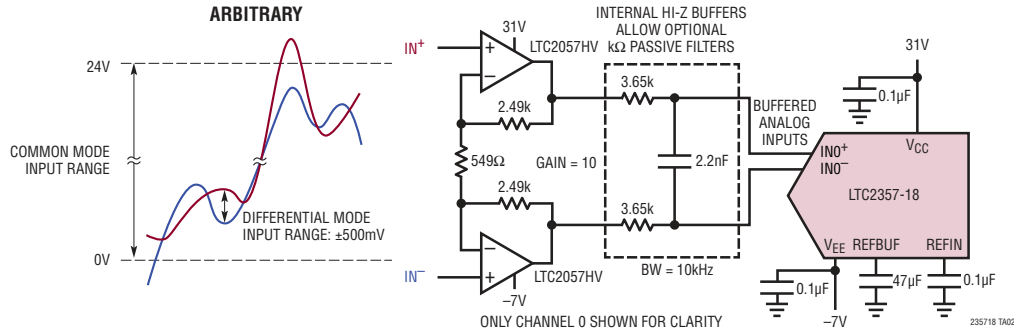 ARBITRARY
24V
COMMON MODE
INPUT RANGE
DIFFERENTIAL MODE
INPUT RANGE: ±500mV
0V
IN+
31V
LTC2057HV
+
–
2.49k
549Ω
GAIN = 10
2.49k
–
+
IN–
LTC2057HV
–7V
INTERNAL HI-Z BUFFERS
ALLOW OPTIONAL
kΩ PASSIVE FILTERS
3.65k
2.2nF
3.65k
BW = 10kHz
BUFFERED
ANALOG
INPUTS
31V
0.1µF
VCC
IN0+
IN0–
LTC2357-18
VEE
REFBUF
REFIN
0.1µF
47µF
0.1µF
–7V
ONLY CHANNEL 0 SHOWN FOR CLARITY
235718 TA02